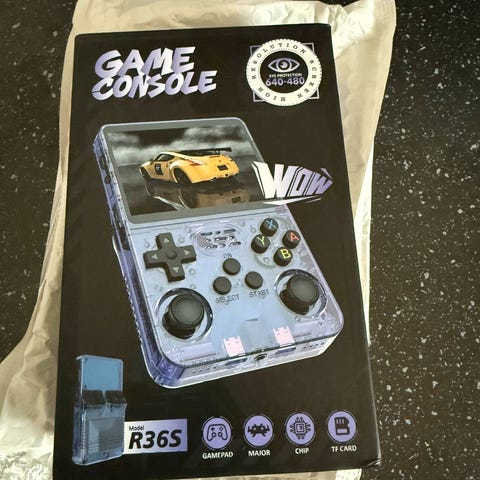 GAME
CONSOLE
RESOLUTION SCREEN HIGH
EYE PROTECTION
640-480
WOW
X
Y
A
B
FN
SELECT
START
Model
R36S
GAMEPAD
MAJOR
CHIP
TF CARD